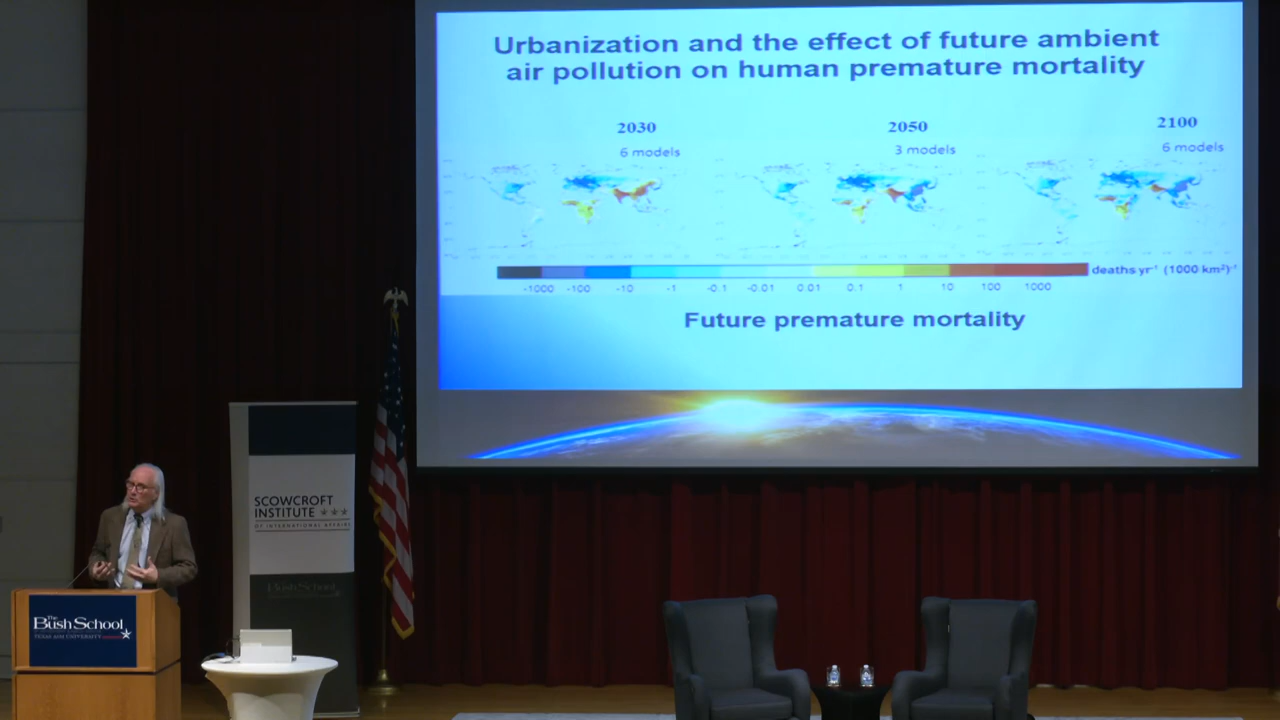 Urbanization and the effect of future ambient
air pollution on human premature mortality
2030
2050
2100
6 models
3 models
6 models
deaths yr⁻¹ (1000 km²)⁻¹
-1000 -100 -10 -1 -0.1 -0.01 0.01 0.1 1 10 100 1000
Future premature mortality
SCOWCROFT
INSTITUTE
OF INTERNATIONAL AFFAIRS
The Bush School
The
Bush School
TEXAS A&M UNIVERSITY